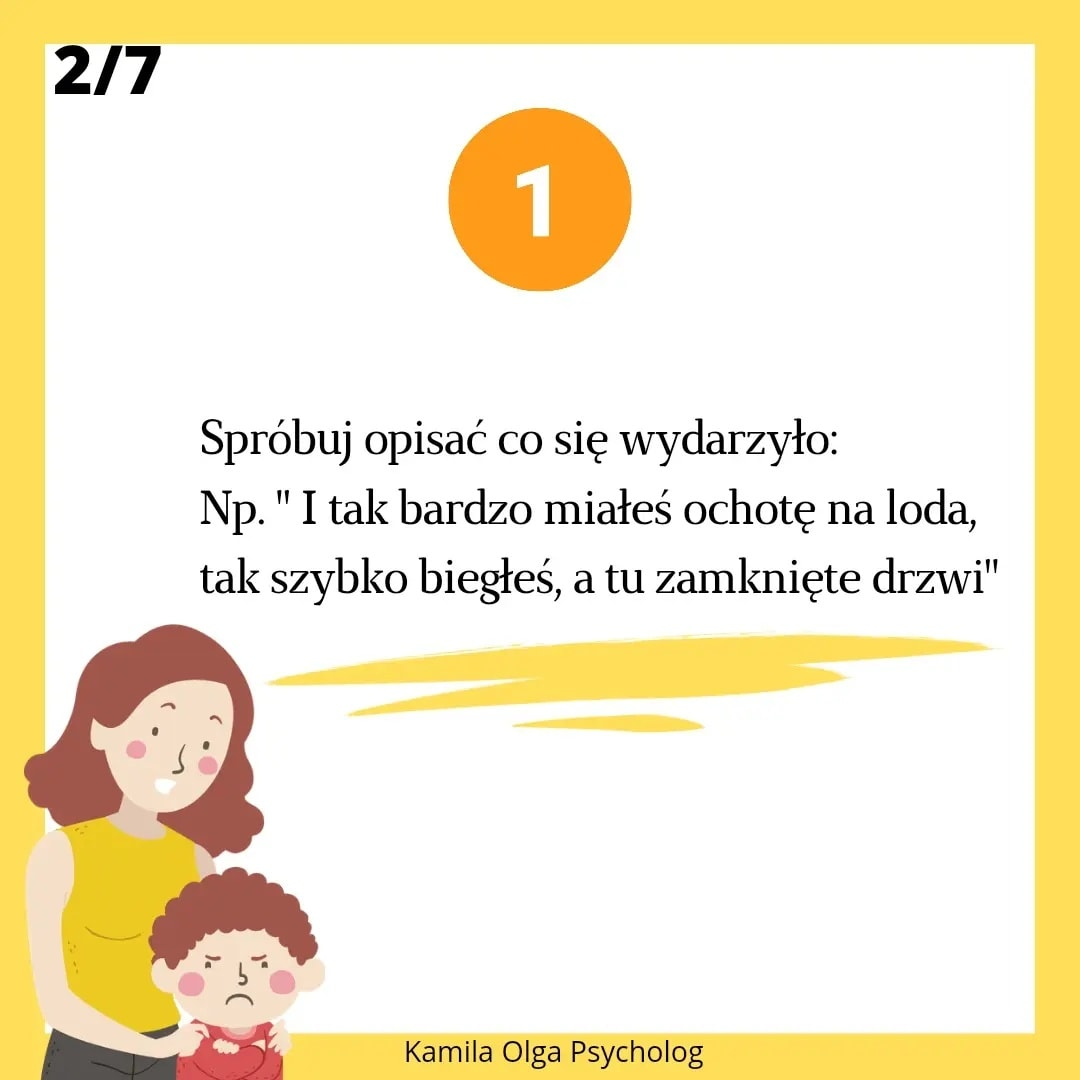 2/7
1
Spróbuj opisać co się wydarzyło:
Np. " I tak bardzo miałeś ochotę na loda,
tak szybko biegłeś, a tu zamknięte drzwi"
Kamila Olga Psycholog